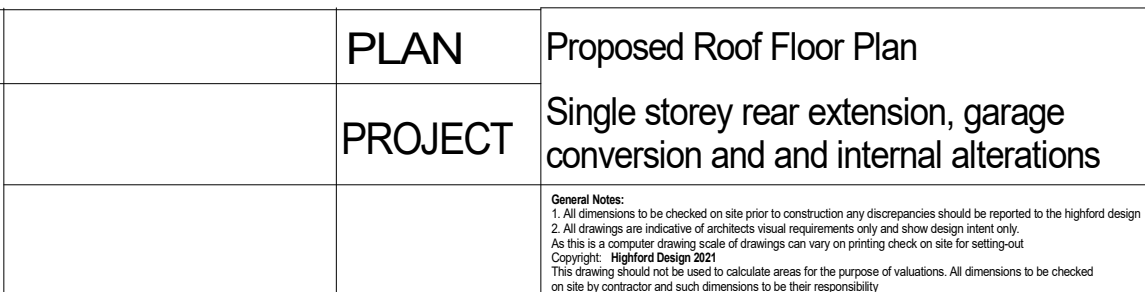 PLAN
Proposed Roof Floor Plan
PROJECT
Single storey rear extension, garage
conversion and and internal alterations
General Notes:
1. All dimensions to be checked on site prior to construction any discrepancies should be reported to the highford design
2. All drawings are indicative of architects visual requirements only and show design intent only.
As this is a computer drawing scale of drawings can vary on printing check on site for setting-out
Copyright: Highford Design 2021
This drawing should not be used to calculate areas for the purpose of valuations. All dimensions to be checked
on site by contractor and such dimensions to be their responsibility